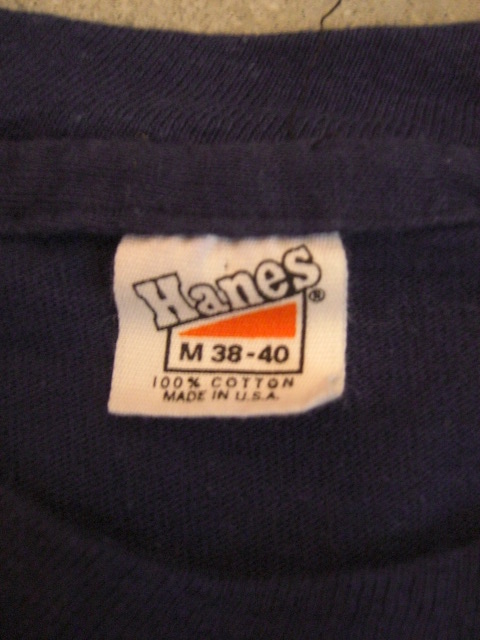 Hanes®
M 38-40
100% COTTON
MADE IN U.S.A.